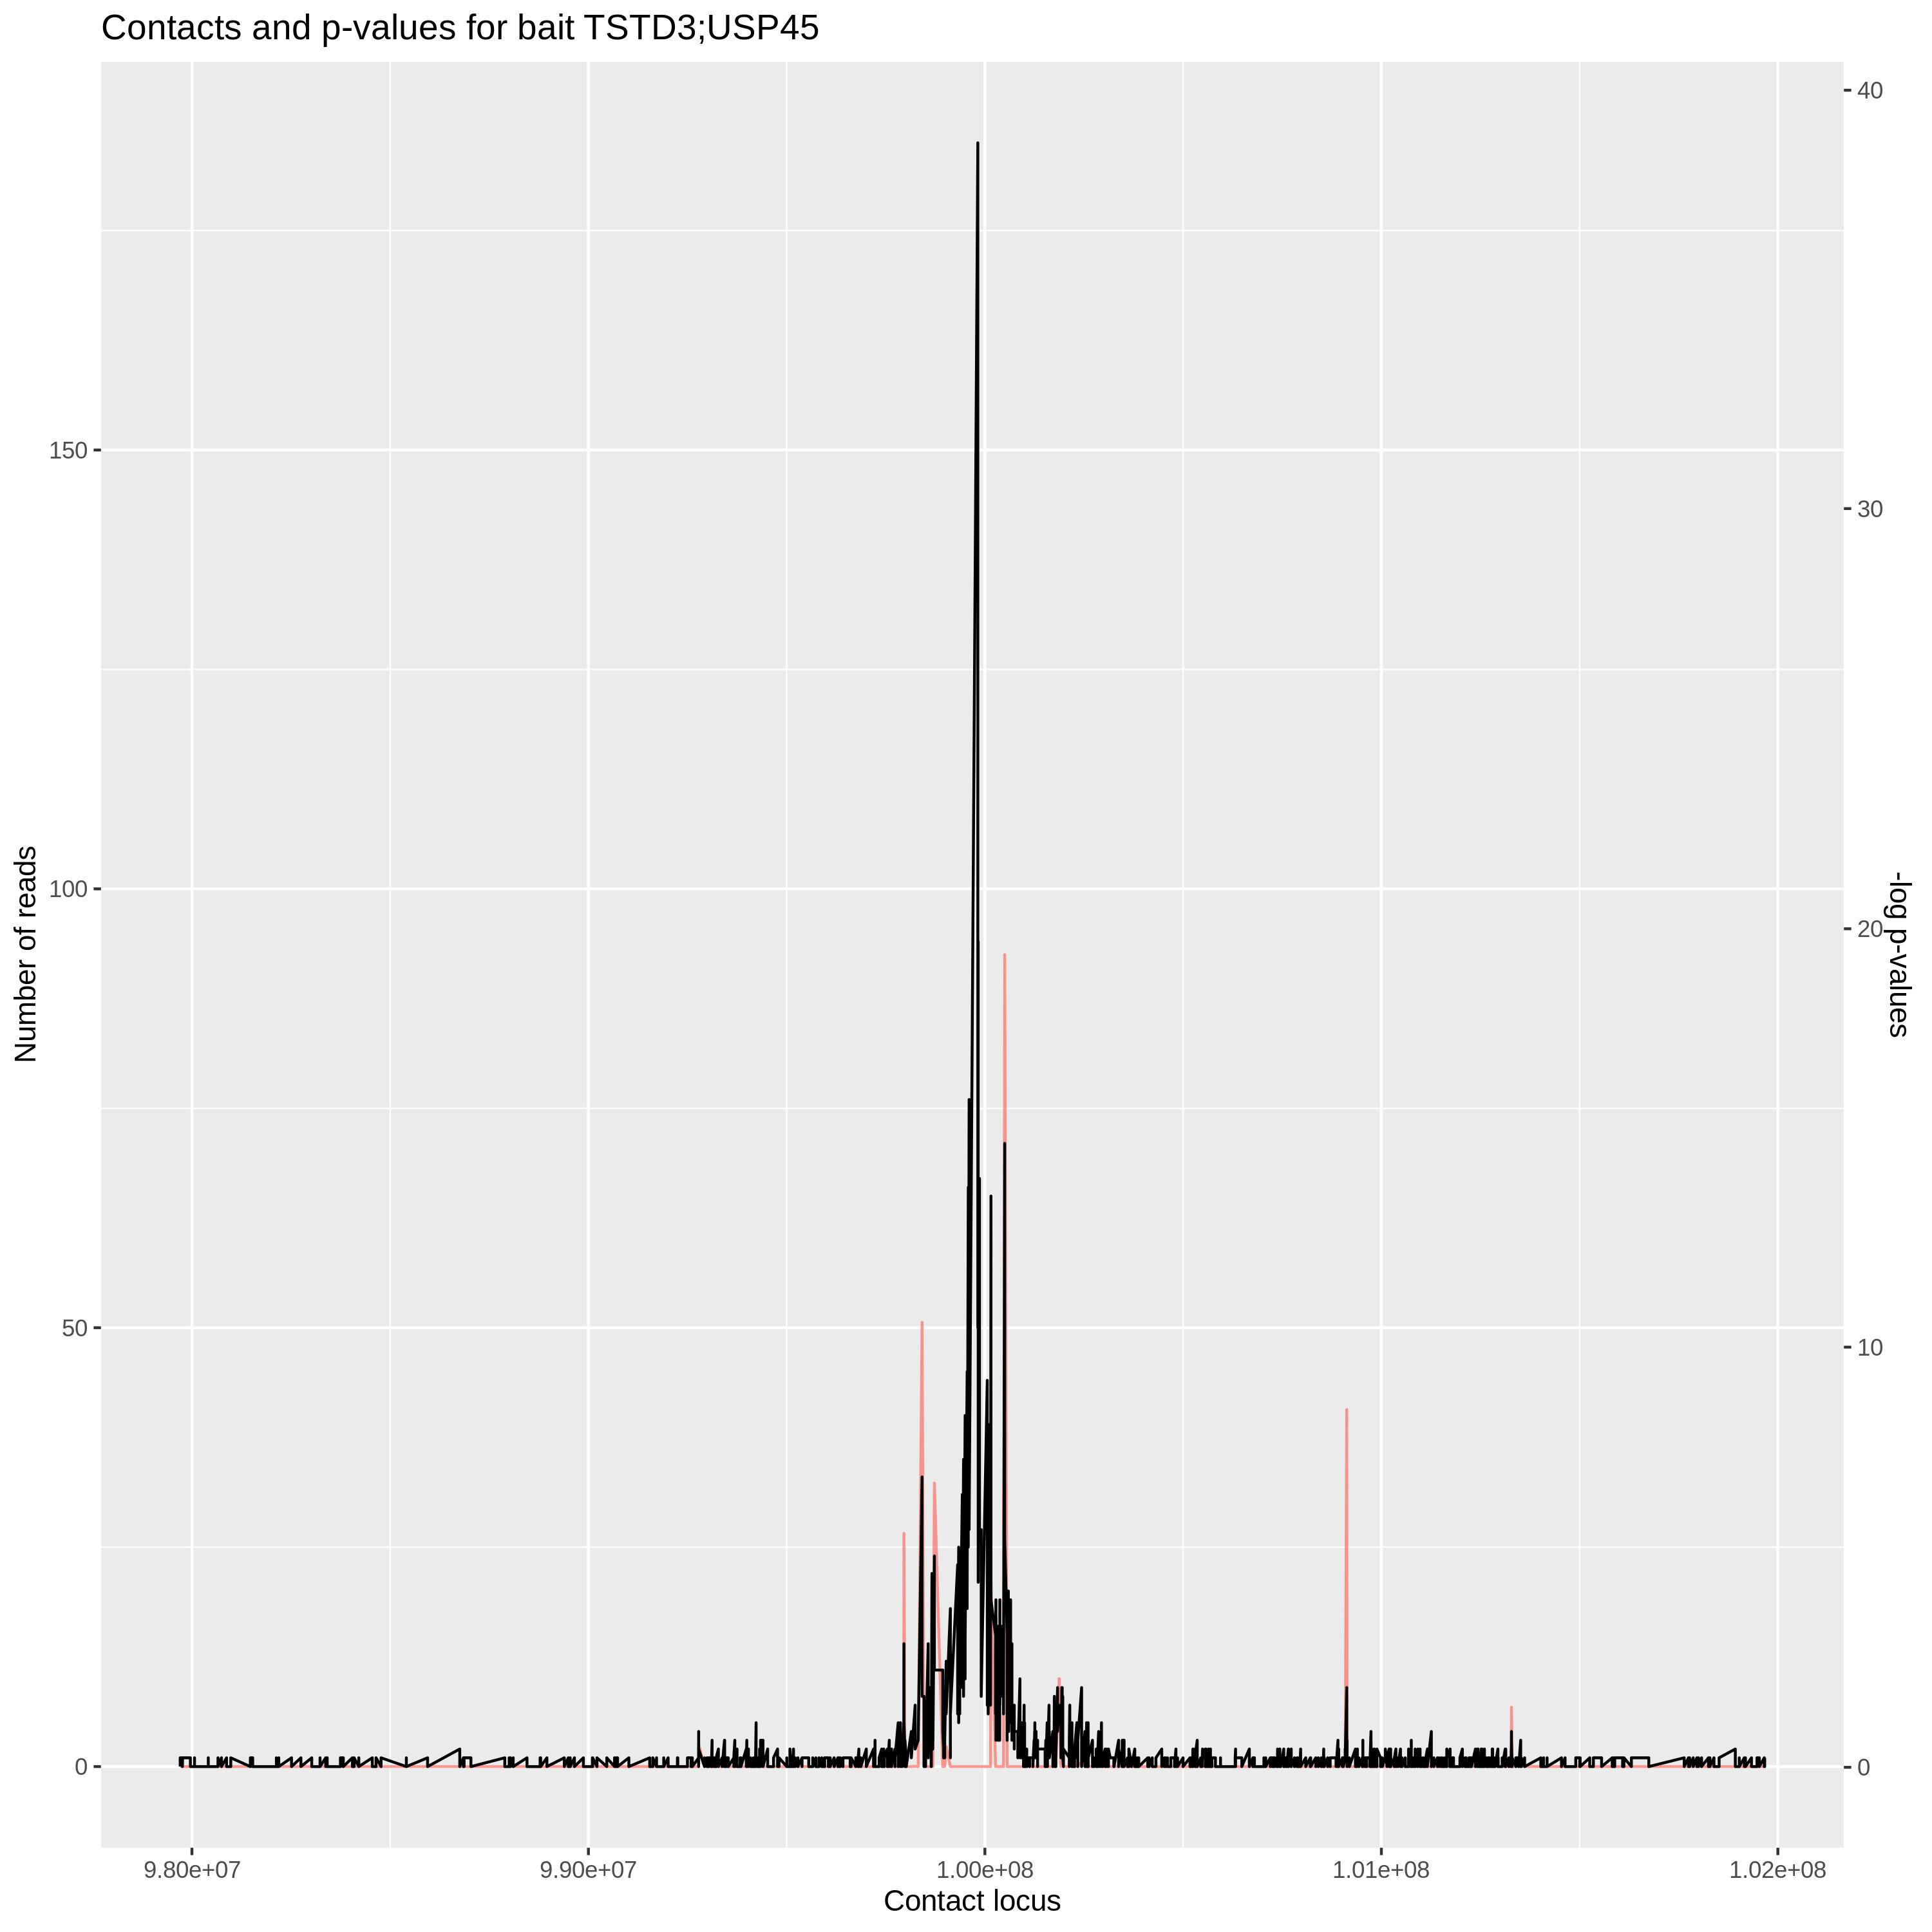 Contacts and p-values for bait TSTD3;USP45
Number of reads
150
100
50
0
40
30
20
10
0
-log p-values
9.80e+07
9.90e+07
1.00e+08
1.01e+08
1.02e+08
Contact locus